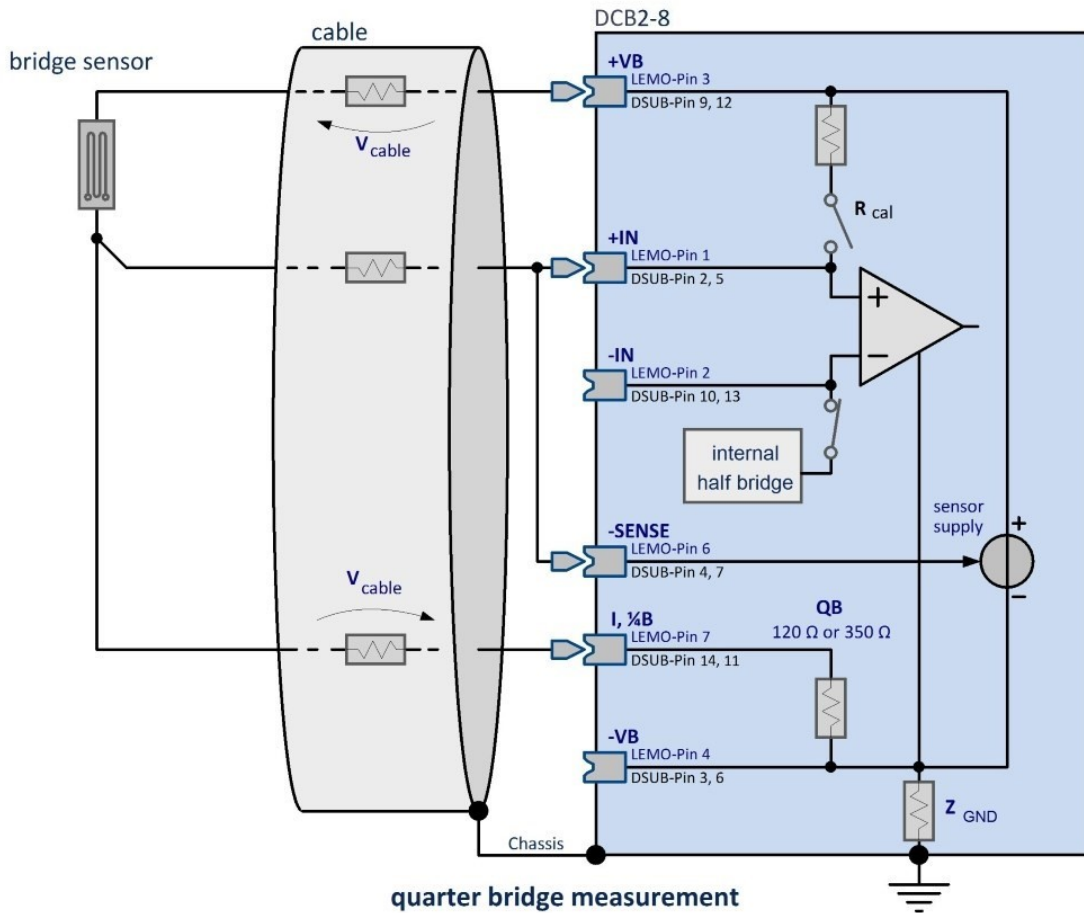 DCB2-8
cable
bridge sensor
+VB
LEMO-Pin 3
DSUB-Pin 9, 12
V cable
R cal
+IN
LEMO-Pin 1
DSUB-Pin 2, 5
+
-IN
LEMO-Pin 2
DSUB-Pin 10, 13
−
internal
half bridge
sensor
supply
+
−
-SENSE
LEMO-Pin 6
DSUB-Pin 4, 7
V cable
I, ¼B
LEMO-Pin 7
DSUB-Pin 14, 11
QB
120 Ω or 350 Ω
-VB
LEMO-Pin 4
DSUB-Pin 3, 6
Z GND
Chassis
quarter bridge measurement